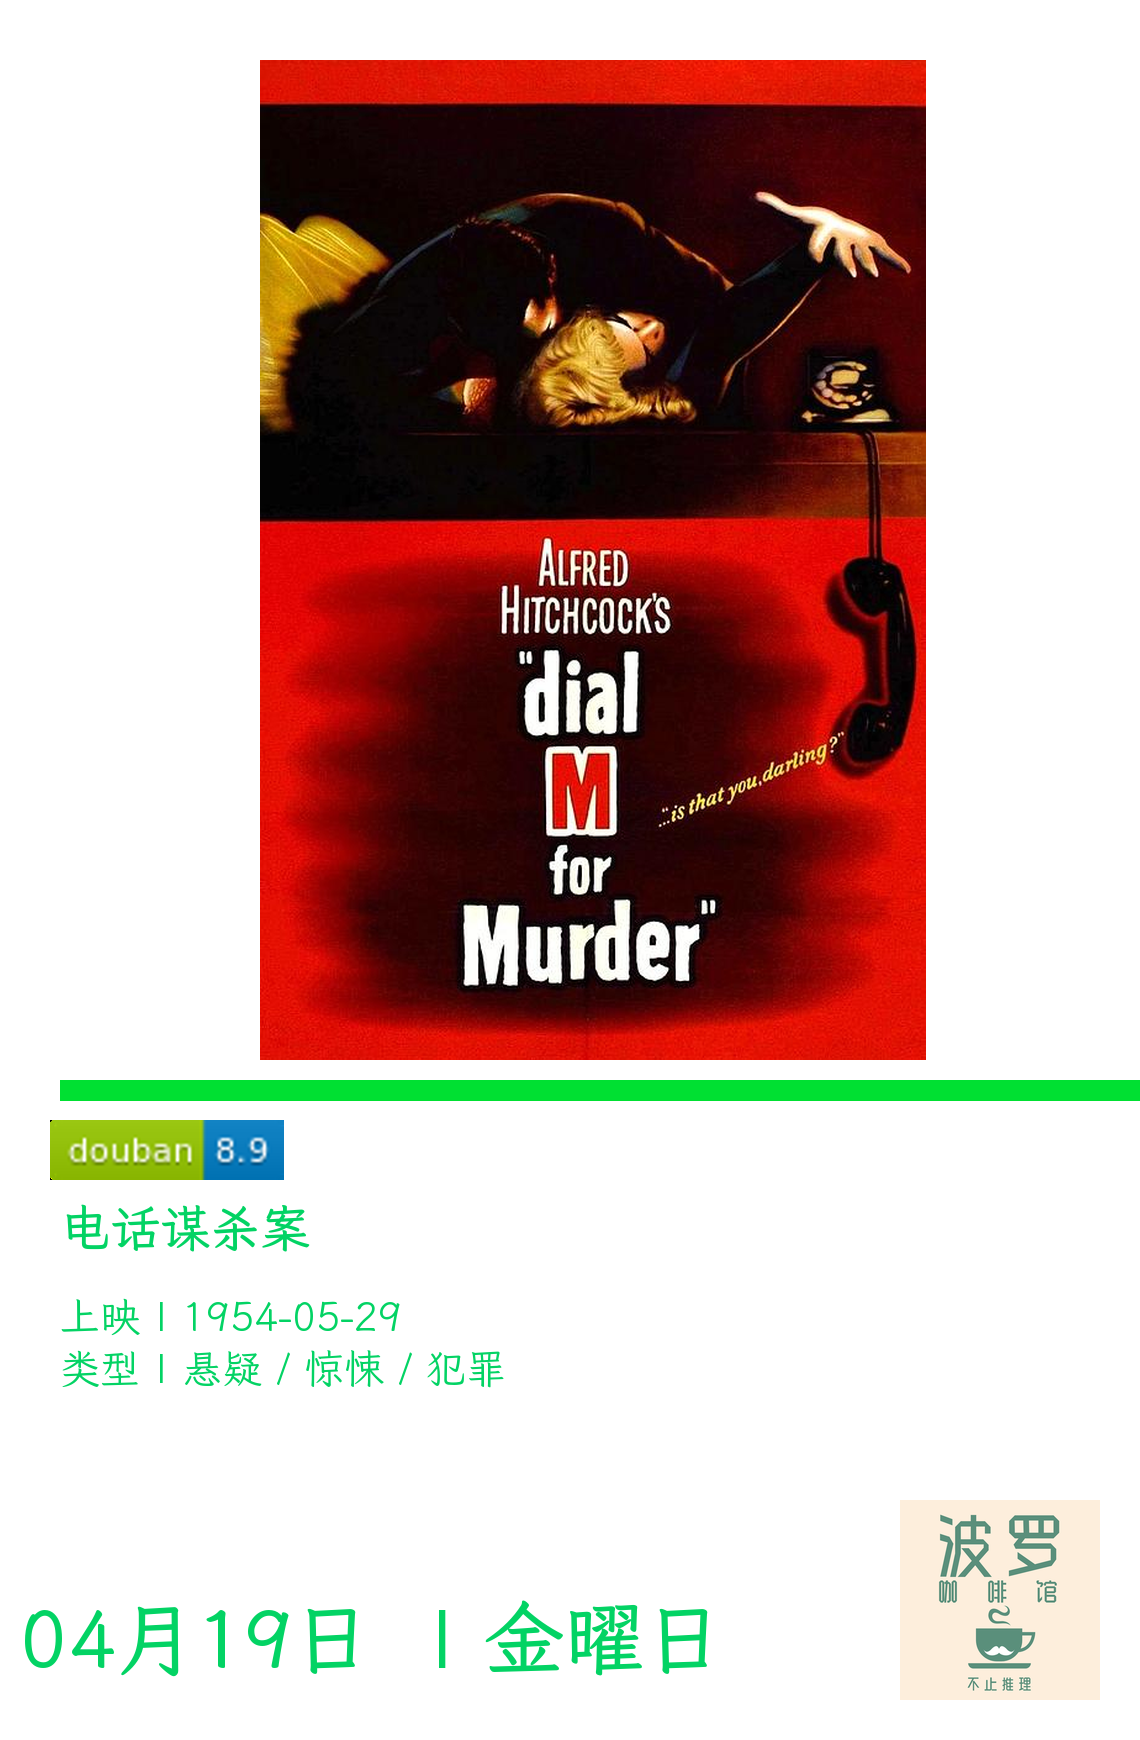 ALFRED
HITCHCOCK'S
"dial
M
for
Murder"
"...is that you, darling?"
douban 8.9
电话谋杀案
上映 | 1954-05-29
类型 | 悬疑 / 惊悚 / 犯罪
04月19日 | 金曜日
波罗
咖啡馆
不止推理